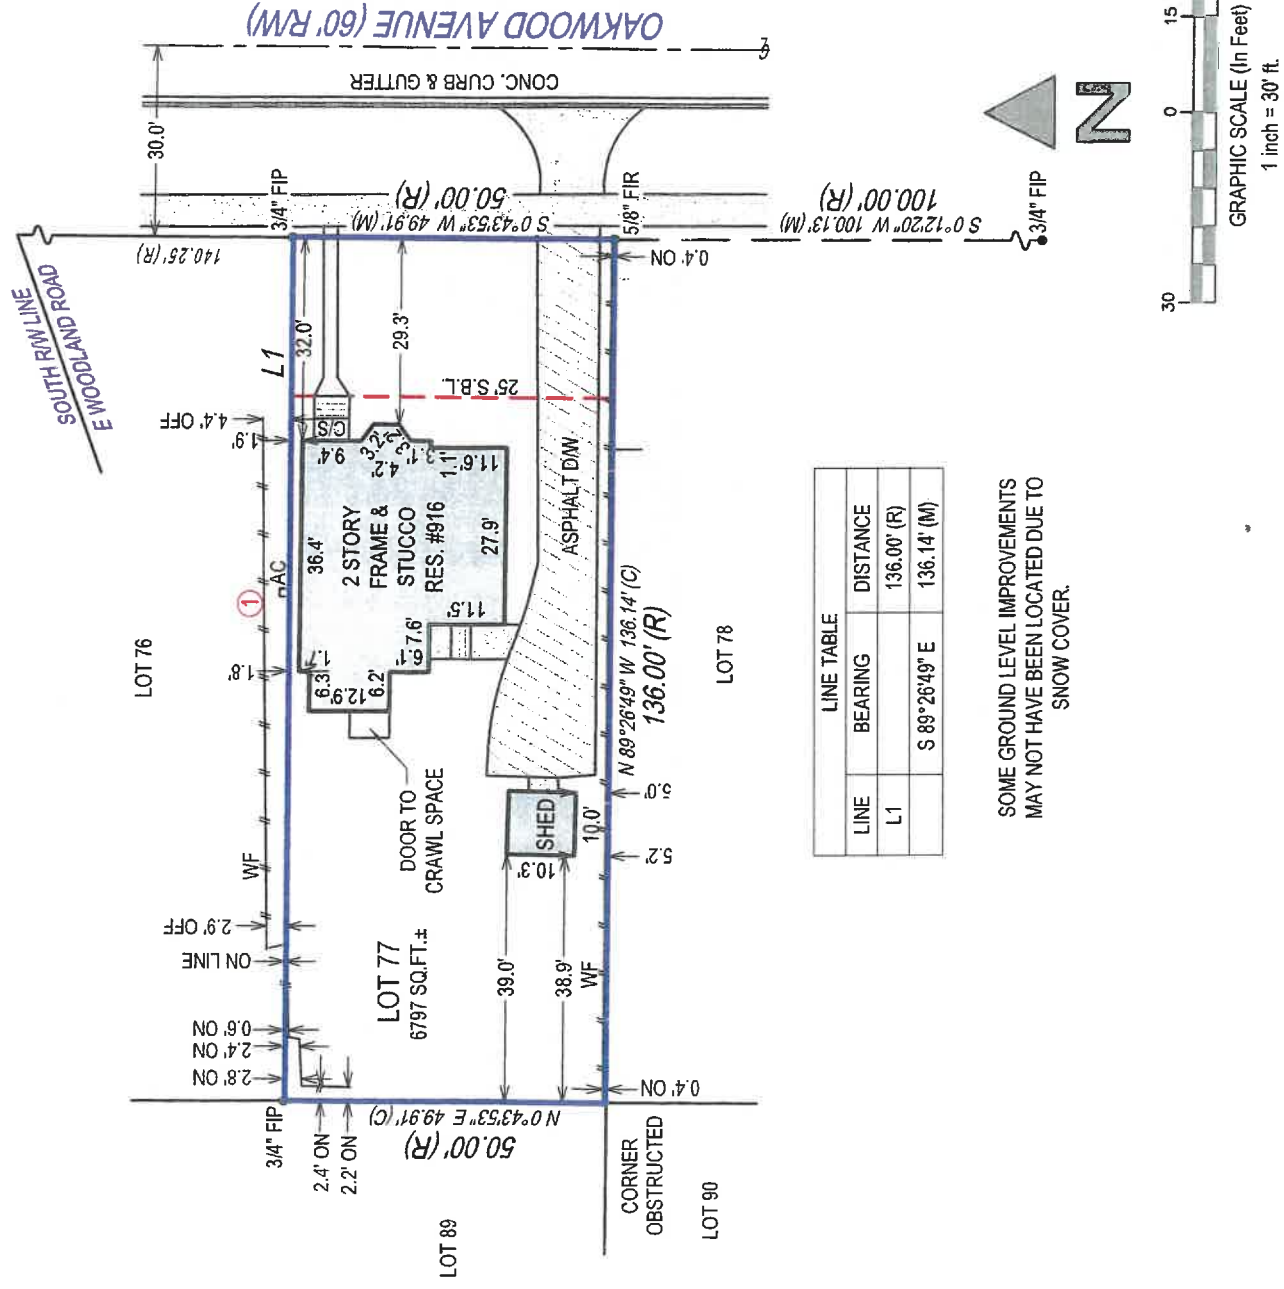 OAKWOOD AVENUE (60' R/W)
CONC. CURB & GUTTER
30.0'
SOUTH R/W LINE
E WOODLAND ROAD
140.25' (R)
3/4" FIP
50.00' (R)
S 0°43'53" W 49.91' (M)
5/8" FIR
0.4' ON
100.00' (R)
S 0°12'20" W 100.13' (M)
3/4" FIP
N
15
0
30
GRAPHIC SCALE (In Feet)
1 inch = 30' ft.
L1
32.0'
29.3'
25' S.B.L.
4.4' OFF
1.9'
C/S
9.4'
3.2'
4.2'
3.2'
3.1'
1.1'
11.6'
36.4'
2 STORY
FRAME &
STUCCO
RES. #916
27.9'
ASPHALT D/W
AC
1
LOT 76
1.8'
1.1'
6.3'
12.9'
6.2'
6.1'
7.6'
11.5'
N 89°26'49" W 136.14' (C)
136.00' (R)
LOT 78
DOOR TO
CRAWL SPACE
SHED
10.0'
10.3'
5.0'
5.2'
WF
2.9' OFF
ON LINE
0.6' ON
2.4' ON
2.8' ON
LOT 77
6797 SQ.FT.±
39.0'
38.9'
WF
0.4' ON
3/4" FIP
2.4' ON
2.2' ON
N 0°43'53" E 49.91' (C)
50.00' (R)
CORNER
OBSTRUCTED
LOT 89
LOT 90
LINE TABLE
LINE BEARING DISTANCE
L1 136.00' (R)
S 89°26'49" E 136.14' (M)
SOME GROUND LEVEL IMPROVEMENTS
MAY NOT HAVE BEEN LOCATED DUE TO
SNOW COVER.